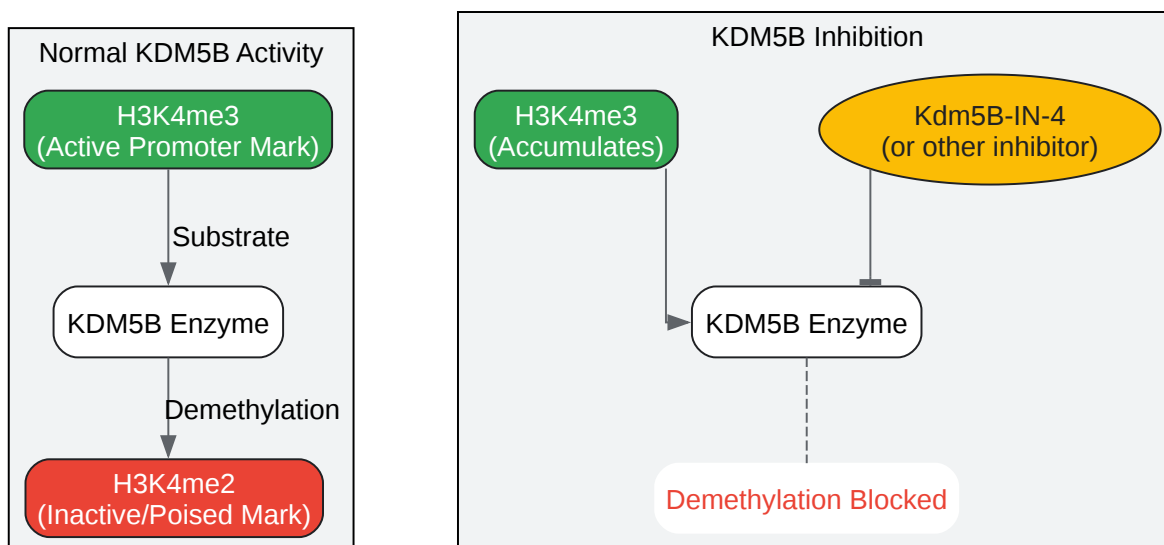 Normal KDM5B Activity
H3K4me3
(Active Promoter Mark)
Substrate
KDM5B Enzyme
Demethylation
H3K4me2
(Inactive/Poised Mark)
KDM5B Inhibition
H3K4me3
(Accumulates)
Kdm5B-IN-4
(or other inhibitor)
KDM5B Enzyme
Demethylation Blocked